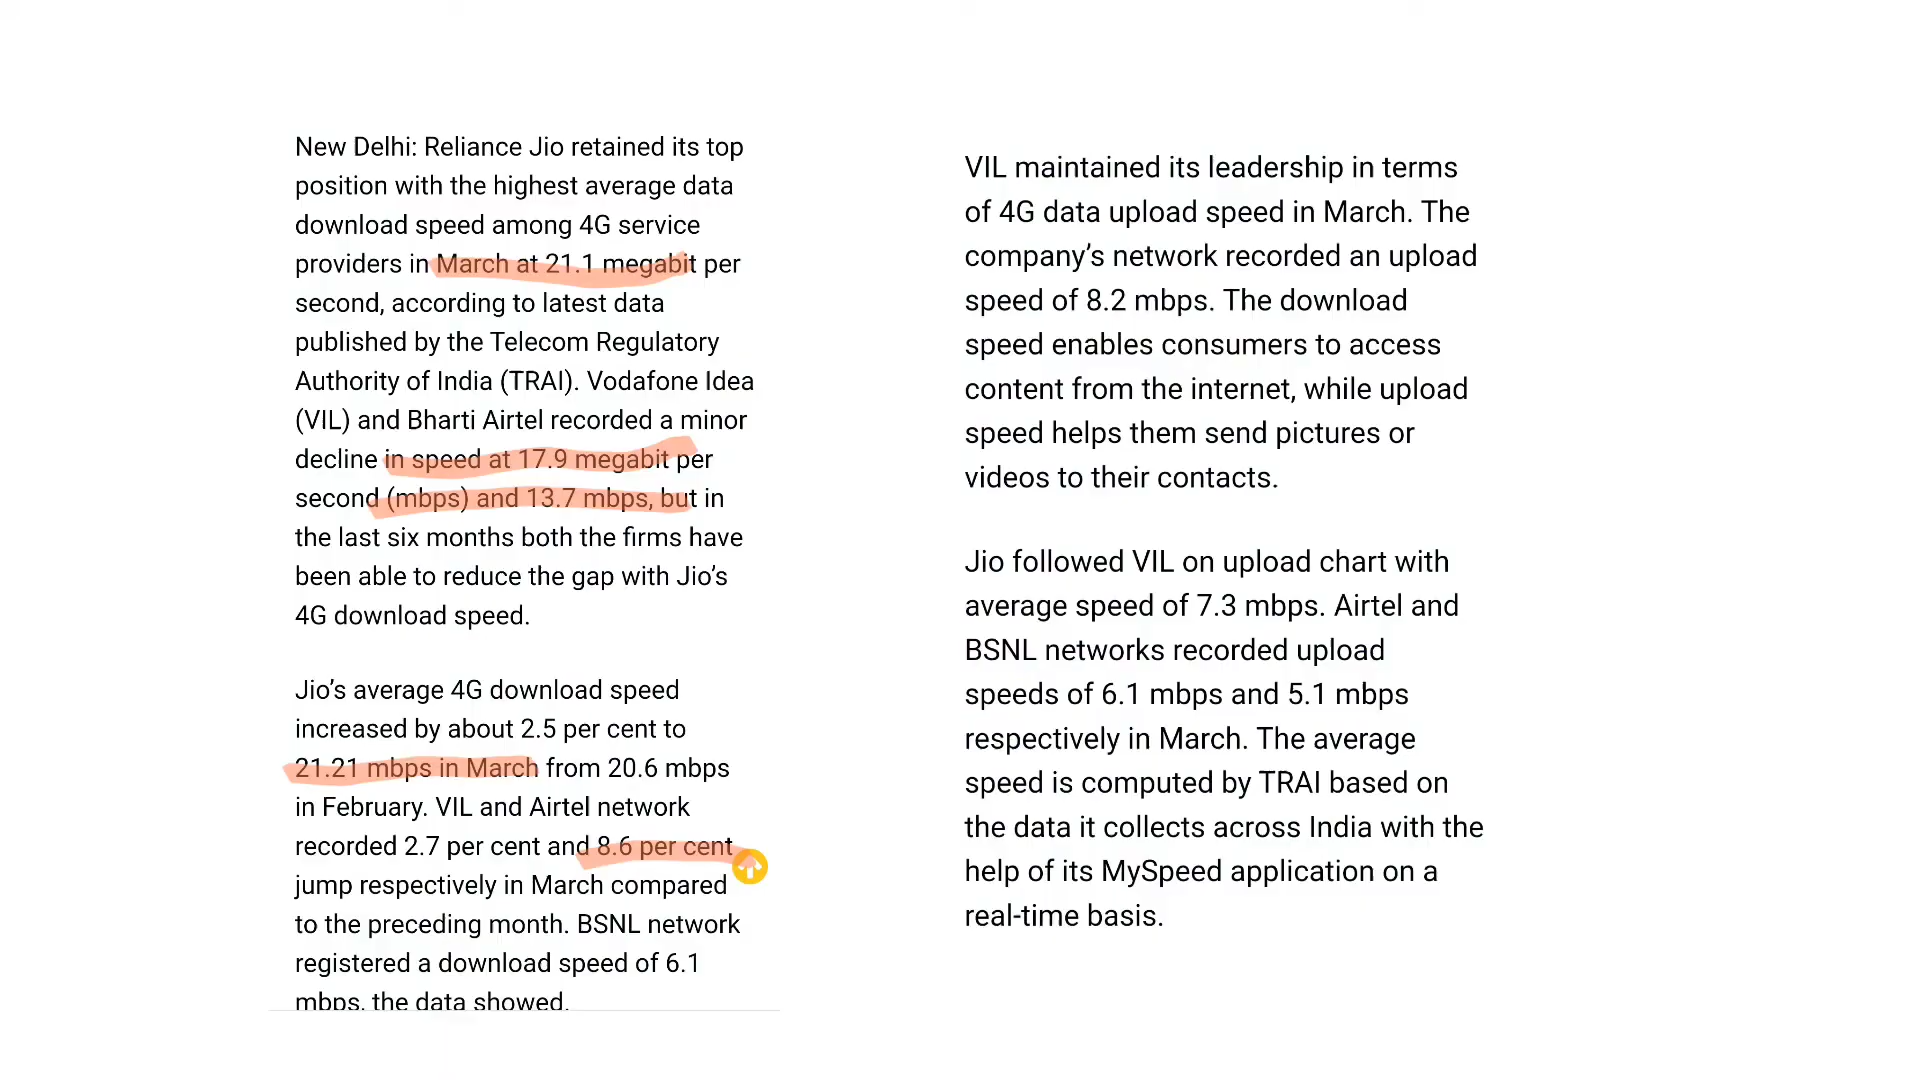 New Delhi: Reliance Jio retained its top
position with the highest average data
download speed among 4G service
providers in March at 21.1 megabit per
second, according to latest data
published by the Telecom Regulatory
Authority of India (TRAI). Vodafone Idea
(VIL) and Bharti Airtel recorded a minor
decline in speed at 17.9 megabit per
second (mbps) and 13.7 mbps, but in
the last six months both the firms have
been able to reduce the gap with Jio’s
4G download speed.
Jio’s average 4G download speed
increased by about 2.5 per cent to
21.21 mbps in March from 20.6 mbps
in February. VIL and Airtel network
recorded 2.7 per cent and 8.6 per cent
jump respectively in March compared
to the preceding month. BSNL network
registered a download speed of 6.1
mbps, the data showed.
VIL maintained its leadership in terms
of 4G data upload speed in March. The
company’s network recorded an upload
speed of 8.2 mbps. The download
speed enables consumers to access
content from the internet, while upload
speed helps them send pictures or
videos to their contacts.
Jio followed VIL on upload chart with
average speed of 7.3 mbps. Airtel and
BSNL networks recorded upload
speeds of 6.1 mbps and 5.1 mbps
respectively in March. The average
speed is computed by TRAI based on
the data it collects across India with the
help of its MySpeed application on a
real-time basis.